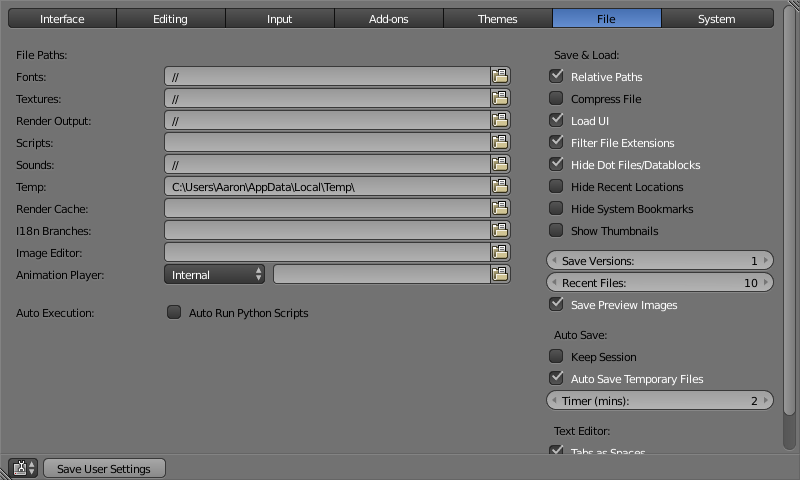 Interface Editing Input Add-ons Themes File System
File Paths:
Fonts: //
Textures: //
Render Output: //
Scripts:
Sounds: //
Temp: C:\Users\Aaron\AppData\Local\Temp\
Render Cache:
I18n Branches:
Image Editor:
Animation Player: Internal
Auto Execution: Auto Run Python Scripts
Save & Load:
Relative Paths
Compress File
Load UI
Filter File Extensions
Hide Dot Files/Datablocks
Hide Recent Locations
Hide System Bookmarks
Show Thumbnails
Save Versions: 1
Recent Files: 10
Save Preview Images
Auto Save:
Keep Session
Auto Save Temporary Files
Timer (mins): 2
Text Editor:
Tabs as Spaces
Save User Settings